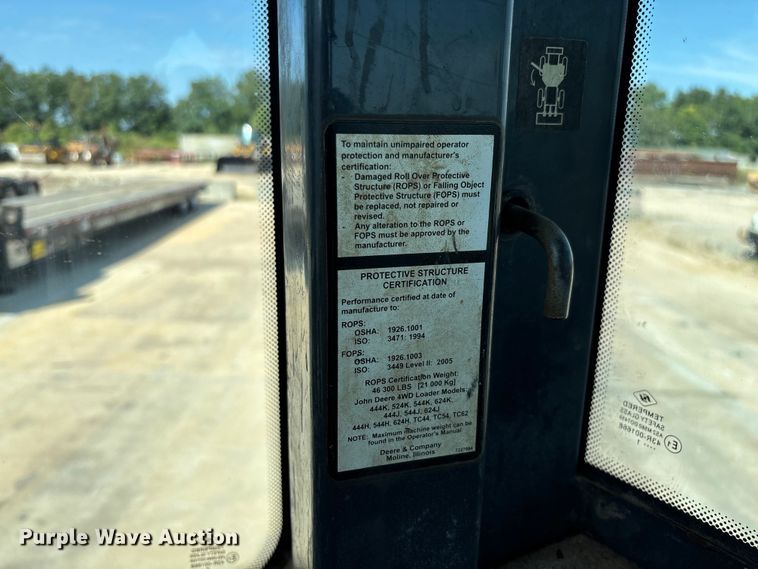 To maintain unimpaired operator
protection and manufacturer's
certification:
- Damaged Roll Over Protective
Structure (ROPS) or Falling Object
Protective Structure (FOPS) must
be replaced, not repaired or
revised.
- Any alteration to the ROPS or
FOPS must be approved by the
manufacturer.
PROTECTIVE STRUCTURE
CERTIFICATION
Performance certified at date of
manufacture to:
ROPS:
OSHA: 1926.1001
ISO: 3471: 1994
FOPS:
OSHA: 1926.1003
ISO: 3449 Level II: 2005
ROPS Certification Weight:
46 300 LBS [21 000 Kg]
John Deere 4WD Loader Models:
444K, 524K, 544K, 624K,
444J, 544J, 624J
444H, 544H, 624H, TC44, TC54, TC62
NOTE: Maximum machine weight can be
found in the Operator's Manual
Deere & Company
Moline, Illinois
TEMPERED
SAFETY GLASS
43R-001666
E1
Purple Wave Auction